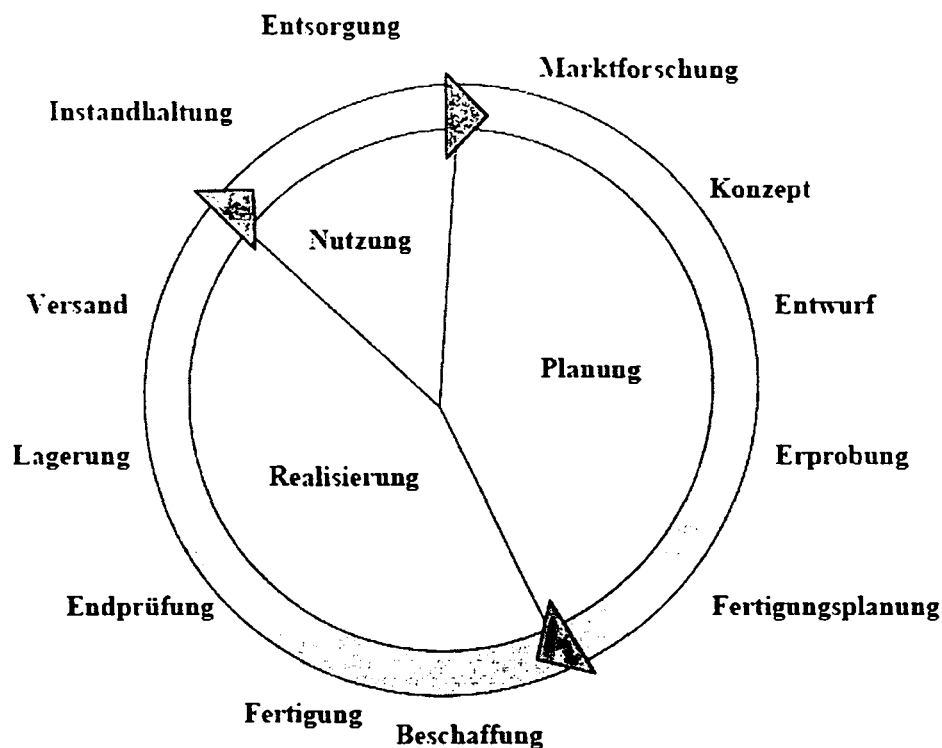 Entsorgung
Marktforschung
Instandhaltung
Konzept
Nutzung
Versand
Entwurf
Planung
Lagerung
Realisierung
Erprobung
Endprüfung
Fertigungsplanung
Fertigung
Beschaffung